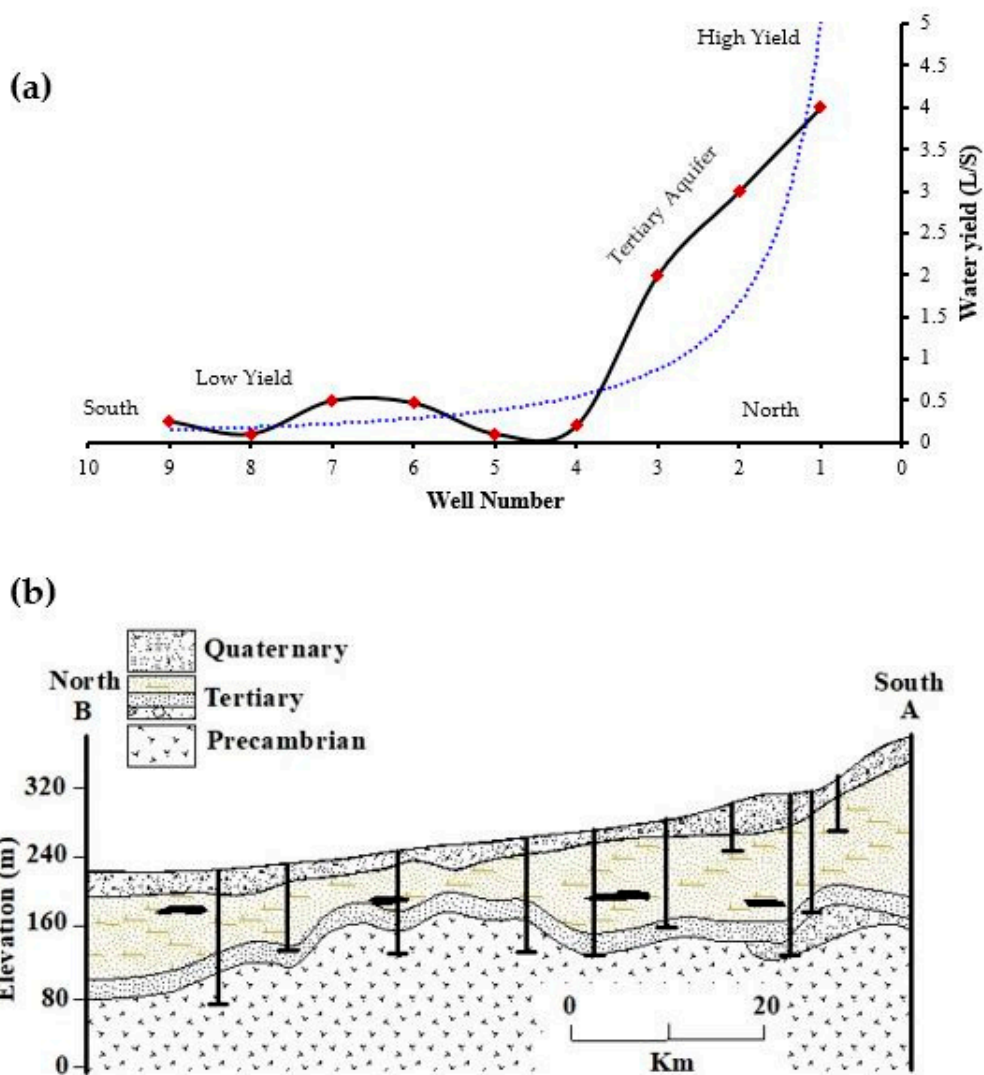 (a)
High Yield
Tertiary Aquifer
Low Yield
South
North
5
4.5
4
3.5
3
2.5
2
1.5
1
0.5
0
Water yield (L/S)
10 9 8 7 6 5 4 3 2 1 0
Well Number
(b)
Quaternary
Tertiary
Precambrian
North
B
South
A
320
240
160
80
0
Elevation (m)
0 20
Km